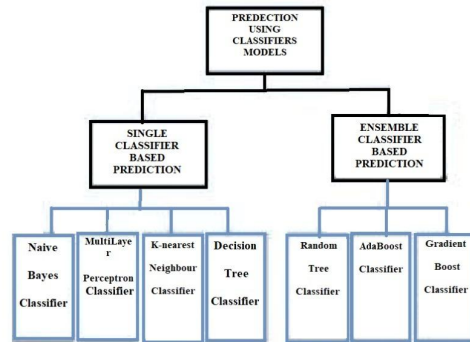 PREDECTION
USING
CLASSIFIERS
MODELS
SINGLE
CLASSIFIER
BASED
PREDICTION
ENSEMBLE
CLASSIFIER
BASED
PREDICTION
Naive
Bayes
Classifier
MultiLaye
r
Perceptron
Classifier
K-nearest
Neighbour
Classifier
Decision
Tree
Classifier
Random
Tree
Classifier
AdaBoost
Classifier
Gradient
Boost
Classifier